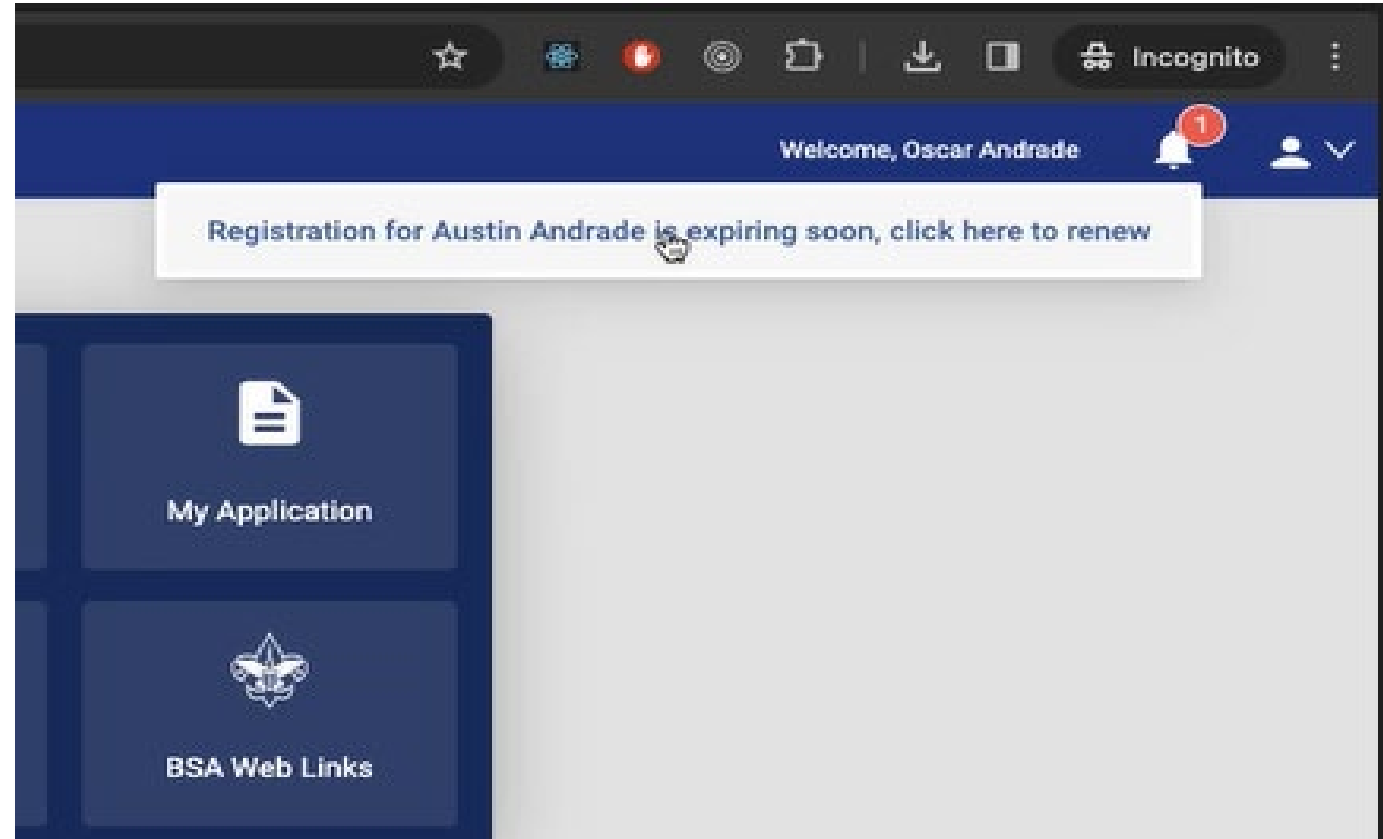 Incognito
Welcome, Oscar Andrade
1
Registration for Austin Andrade is expiring soon, click here to renew
My Application
BSA Web Links